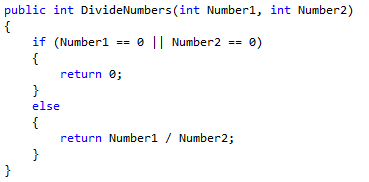 public int DivideNumbers(int Number1, int Number2)
{
    if (Number1 == 0 || Number2 == 0)
    {
        return 0;
    }
    else
    {
        return Number1 / Number2;
    }
}